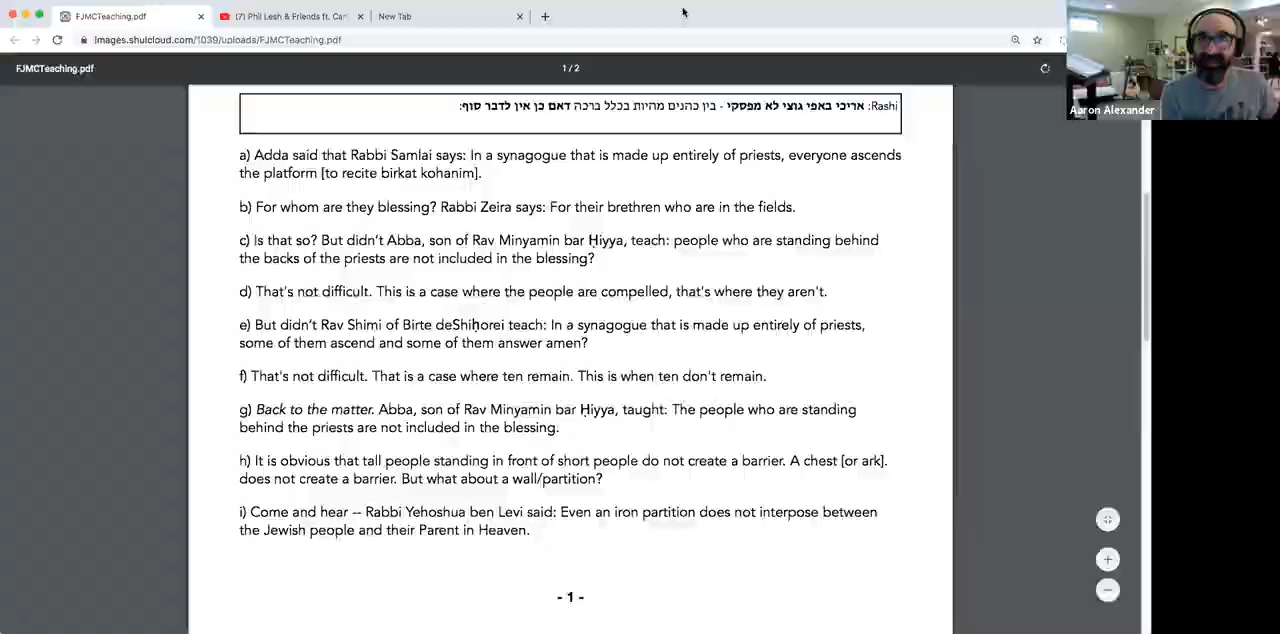 FJMCTeaching.pdf
(7) Phil Lesh & Friends ft. Carl
New Tab
images.shulcloud.com/1039/uploads/FJMCTeaching.pdf
FJMCTeaching.pdf
1 / 2
Aaron Alexander
Rashi: אריכי באפי גוצי לא מפסקי - בין כהנים מהיות בכלל ברכה דאם כן אין לדבר סוף:
a) Adda said that Rabbi Samlai says: In a synagogue that is made up entirely of priests, everyone ascends
the platform [to recite birkat kohanim].
b) For whom are they blessing? Rabbi Zeira says: For their brethren who are in the fields.
c) Is that so? But didn't Abba, son of Rav Minyamin bar Ḥiyya, teach: people who are standing behind
the backs of the priests are not included in the blessing?
d) That's not difficult. This is a case where the people are compelled, that's where they aren't.
e) But didn't Rav Shimi of Birte deShiḥorei teach: In a synagogue that is made up entirely of priests,
some of them ascend and some of them answer amen?
f) That's not difficult. That is a case where ten remain. This is when ten don't remain.
g) Back to the matter. Abba, son of Rav Minyamin bar Ḥiyya, taught: The people who are standing
behind the priests are not included in the blessing.
h) It is obvious that tall people standing in front of short people do not create a barrier. A chest [or ark].
does not create a barrier. But what about a wall/partition?
i) Come and hear -- Rabbi Yehoshua ben Levi said: Even an iron partition does not interpose between
the Jewish people and their Parent in Heaven.
- 1 -